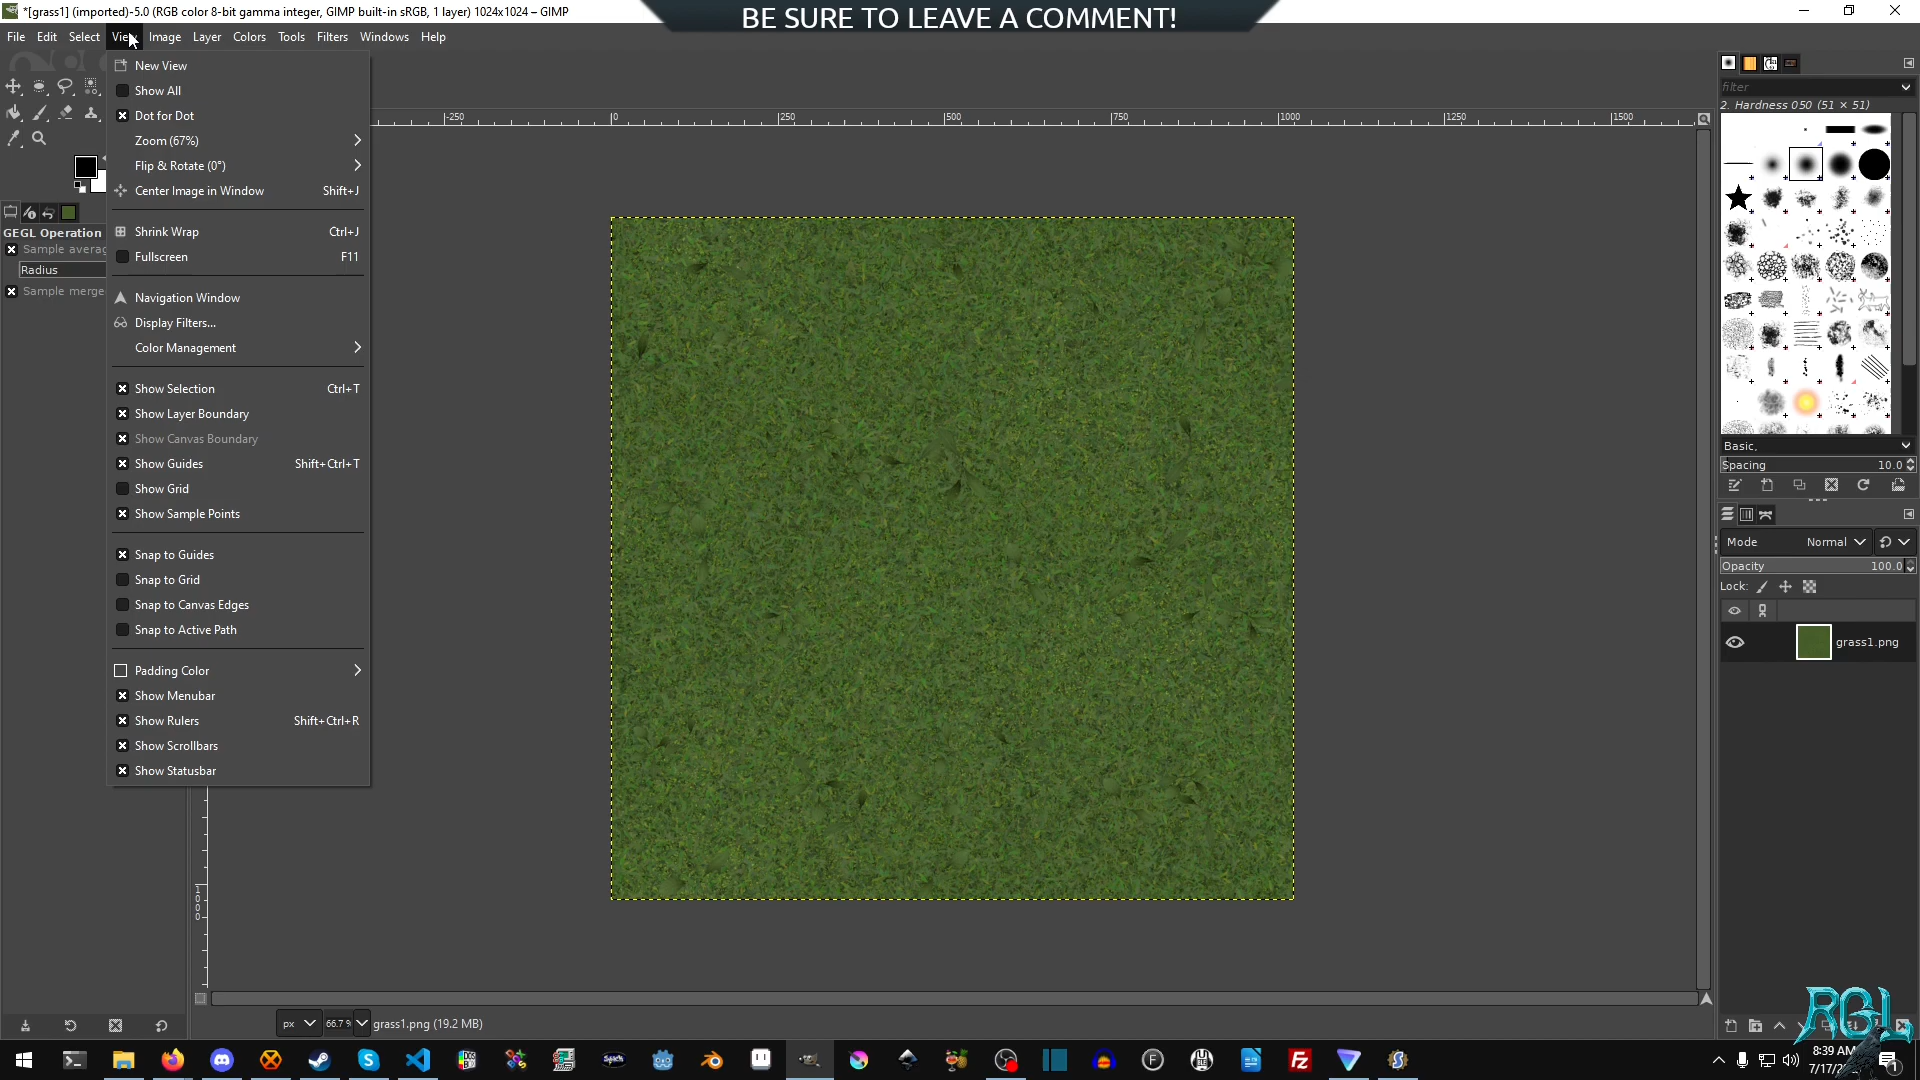 *[grass1] (imported)-5.0 (RGB color 8-bit gamma integer, GIMP built-in sRGB, 1 layer) 1024x1024 – GIMP
BE SURE TO LEAVE A COMMENT!
File Edit Select View Image Layer Colors Tools Filters Windows Help
New View
Show All
Dot for Dot
Zoom (67%)
Flip & Rotate (0°)
Center Image in Window Shift+J
Shrink Wrap Ctrl+J
Fullscreen F11
Navigation Window
Display Filters...
Color Management
Show Selection Ctrl+T
Show Layer Boundary
Show Canvas Boundary
Show Guides Shift+Ctrl+T
Show Grid
Show Sample Points
Snap to Guides
Snap to Grid
Snap to Canvas Edges
Snap to Active Path
Padding Color
Show Menubar
Show Rulers Shift+Ctrl+R
Show Scrollbars
Show Statusbar
GEGL Operation
Sample
Radius
Sample
-250 0 250 500 750 1000 1250 1500
1000
filter
2. Hardness 050 (51 × 51)
Basic,
Spacing 10.0
Mode Normal
Opacity 100.0
Lock:
grass1.png
px 66.7 % grass1.png (19.2 MB)
RGL
8:39 AM